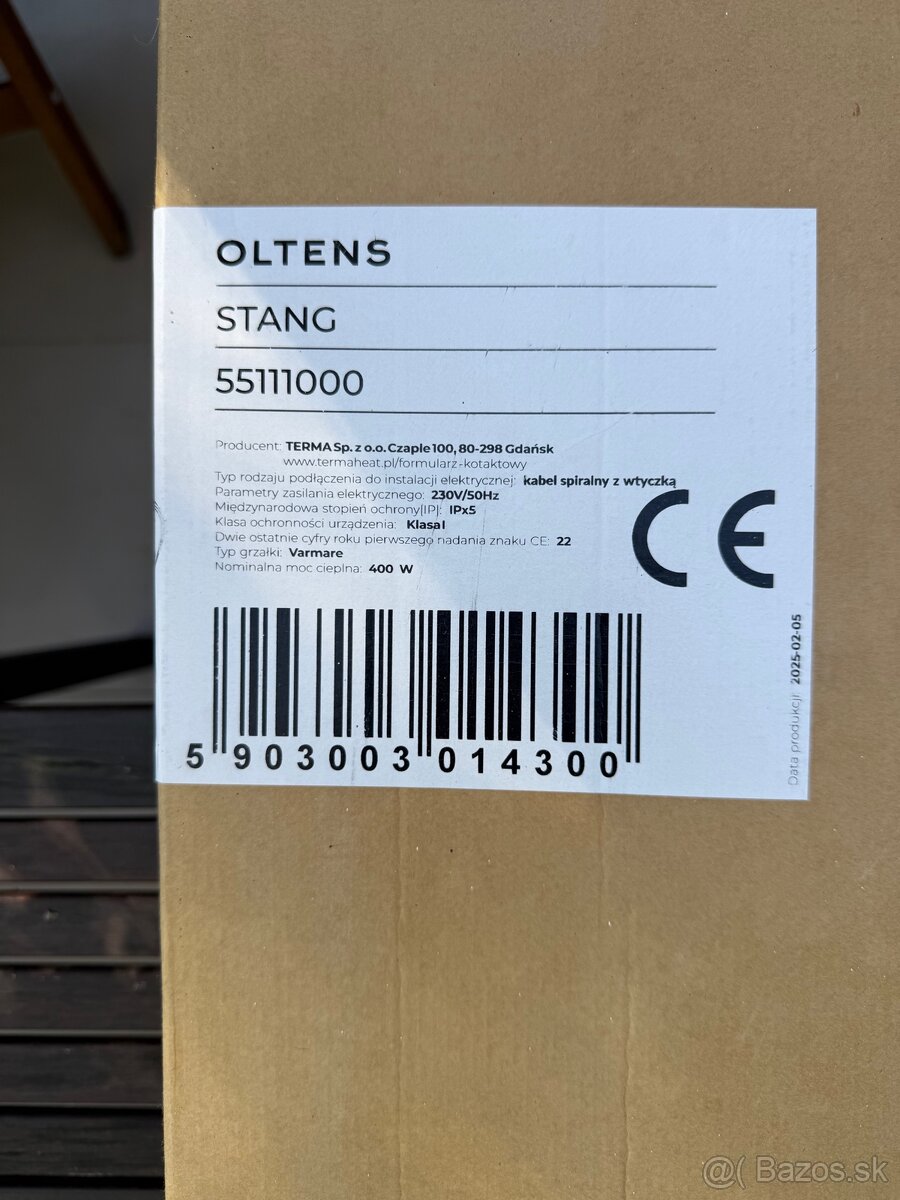 OLTENS
STANG
55111000
Producent: TERMA Sp. z o.o. Czaple 100, 80-298 Gdańsk
www.termaheat.pl/formularz-kotaktowy
Typ rodzaju podłączenia do instalacji elektrycznej: kabel spiralny z wtyczką
Parametry zasilania elektrycznego: 230V/50Hz
Międzynarodowa stopień ochrony[IP]: IPx5
Klasa ochronności urządzenia: Klasa I
Dwie ostatnie cyfry roku pierwszego nadania znaku CE: 22
Typ grzałki: Varmare
Nominalna moc cieplna: 400 W
CE
Data produkcji: 2025-02-05
5 903003 014300
@( Bazos.sk